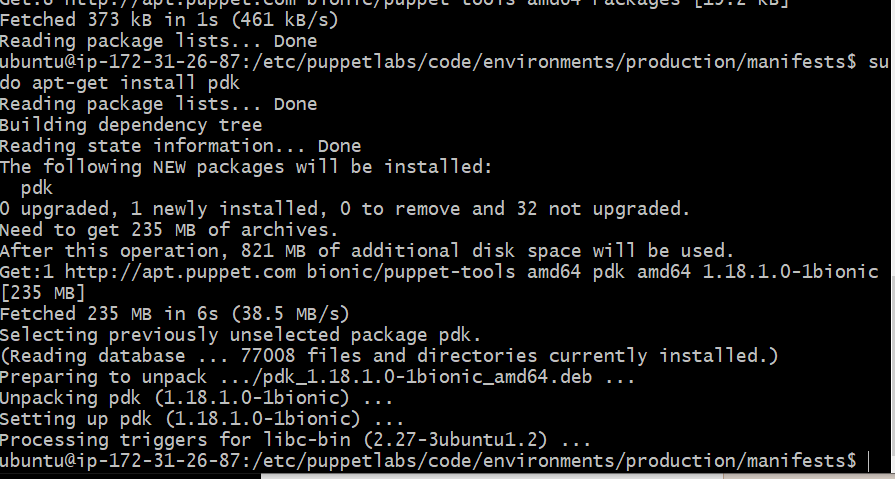 Get:8 http://apt.puppet.com bionic/puppet-tools amd64 Packages [19.2 kB]
Fetched 373 kB in 1s (461 kB/s)
Reading package lists... Done
ubuntu@ip-172-31-26-87:/etc/puppetlabs/code/environments/production/manifests$ su
do apt-get install pdk
Reading package lists... Done
Building dependency tree
Reading state information... Done
The following NEW packages will be installed:
  pdk
0 upgraded, 1 newly installed, 0 to remove and 32 not upgraded.
Need to get 235 MB of archives.
After this operation, 821 MB of additional disk space will be used.
Get:1 http://apt.puppet.com bionic/puppet-tools amd64 pdk amd64 1.18.1.0-1bionic
[235 MB]
Fetched 235 MB in 6s (38.5 MB/s)
Selecting previously unselected package pdk.
(Reading database ... 77008 files and directories currently installed.)
Preparing to unpack .../pdk_1.18.1.0-1bionic_amd64.deb ...
Unpacking pdk (1.18.1.0-1bionic) ...
Setting up pdk (1.18.1.0-1bionic) ...
Processing triggers for libc-bin (2.27-3ubuntu1.2) ...
ubuntu@ip-172-31-26-87:/etc/puppetlabs/code/environments/production/manifests$